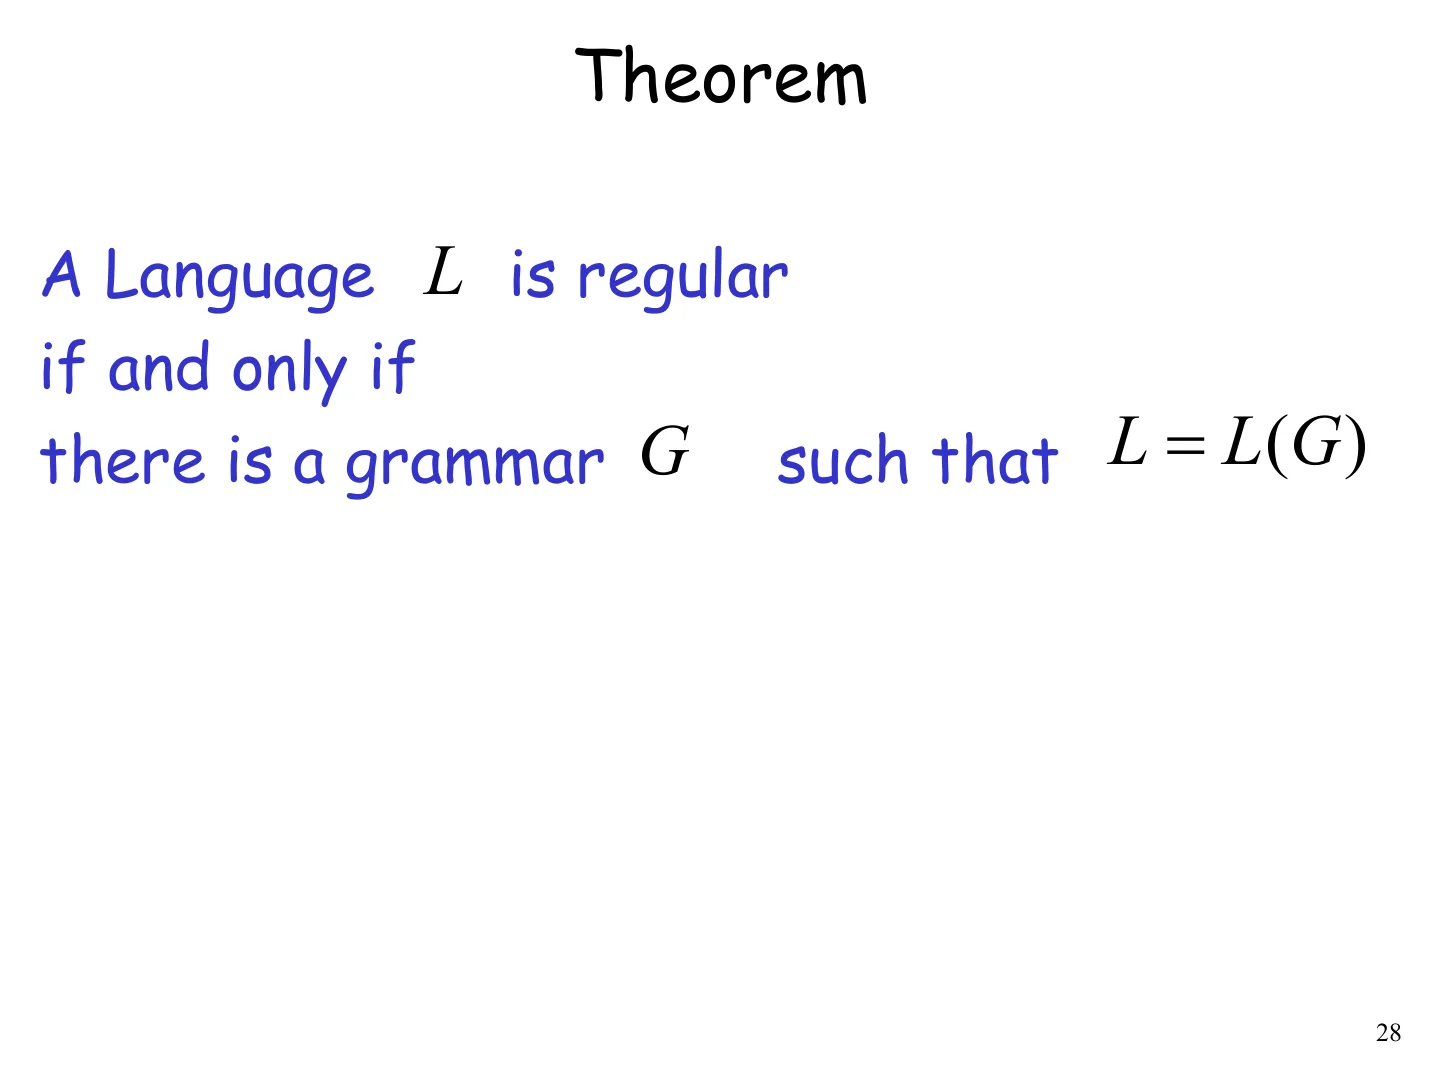 Theorem
A Language L is regular
if and only if
there is a grammar G such that L = L(G)
28